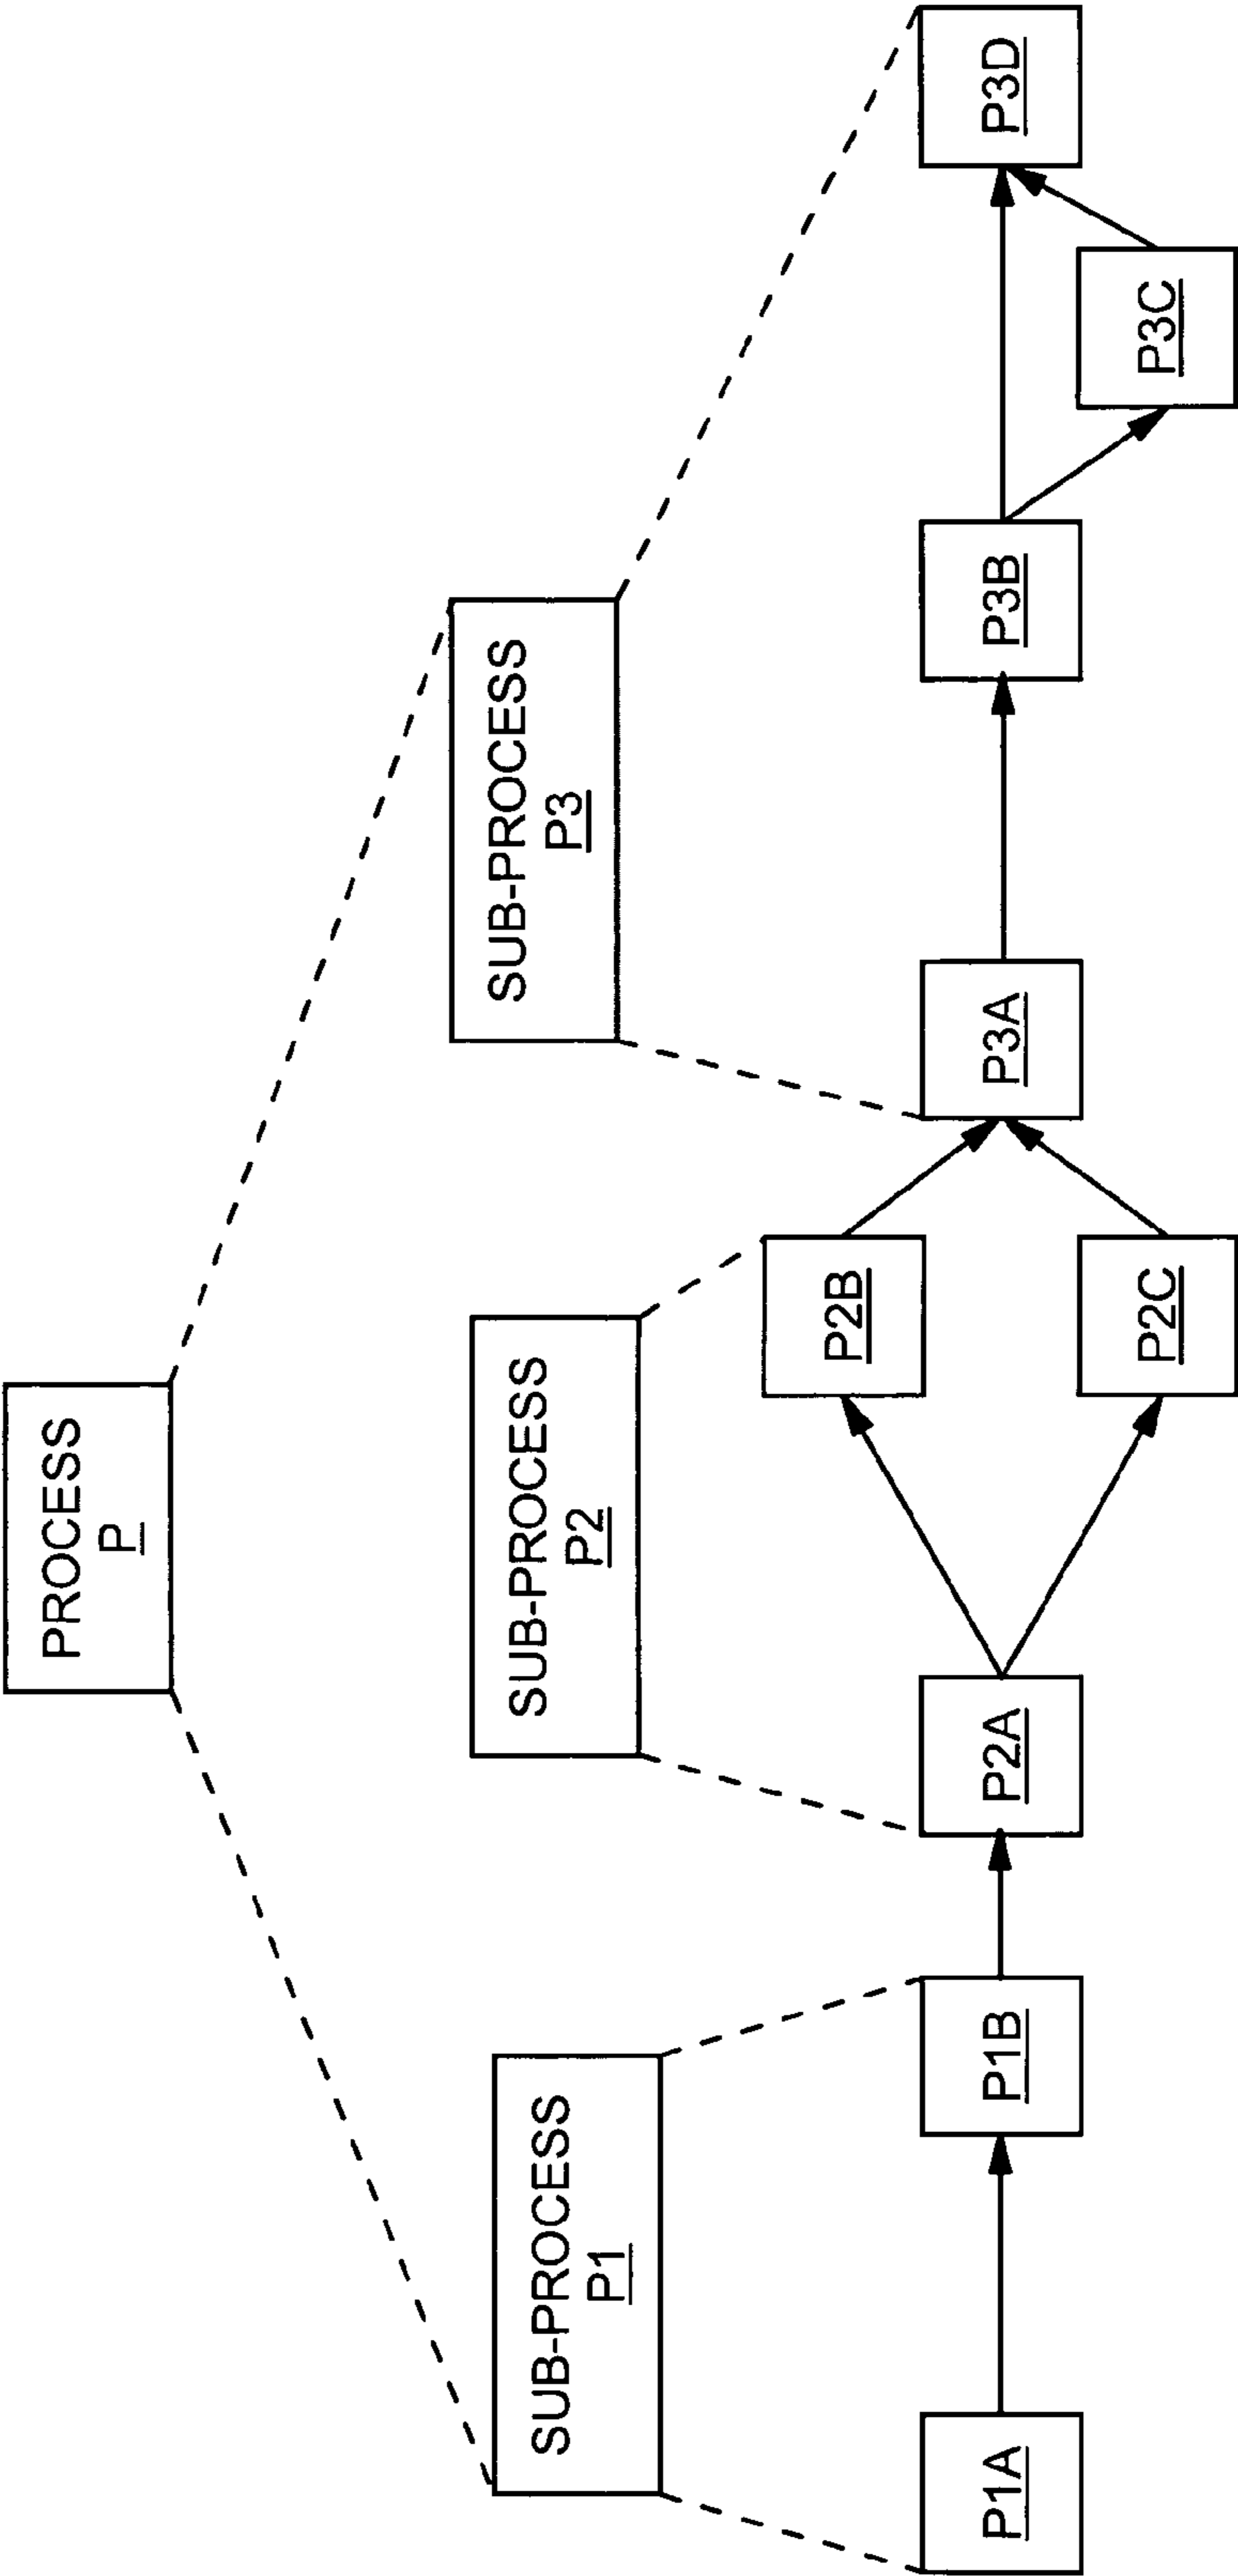 PROCESS
P
SUB-PROCESS
P1
SUB-PROCESS
P2
SUB-PROCESS
P3
P1A
P1B
P2A
P2B
P2C
P3A
P3B
P3C
P3D